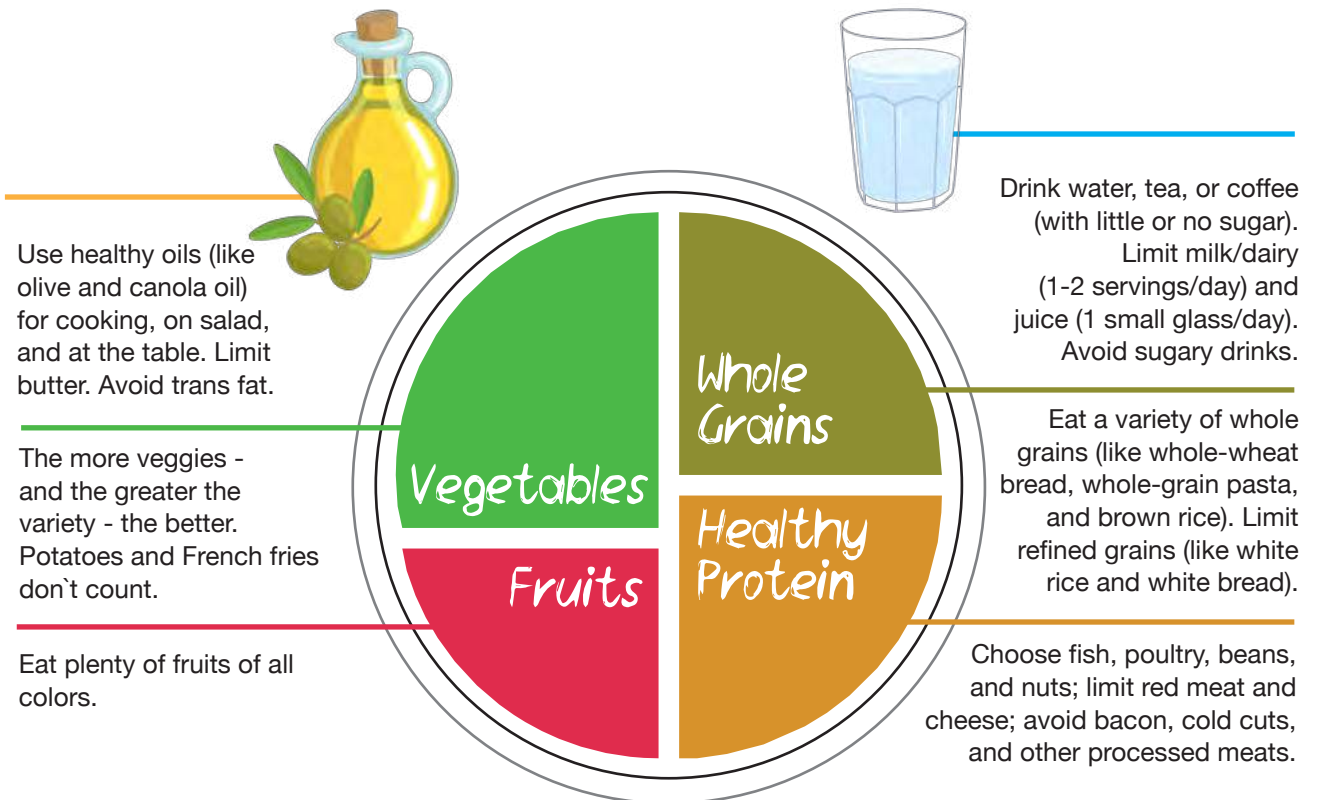 Use healthy oils (like
olive and canola oil)
for cooking, on salad,
and at the table. Limit
butter. Avoid trans fat.
The more veggies -
and the greater the
variety - the better.
Potatoes and French fries
don`t count.
Eat plenty of fruits of all
colors.
Vegetables
Fruits
Whole
Grains
Healthy
Protein
Drink water, tea, or coffee
(with little or no sugar).
Limit milk/dairy
(1-2 servings/day) and
juice (1 small glass/day).
Avoid sugary drinks.
Eat a variety of whole
grains (like whole-wheat
bread, whole-grain pasta,
and brown rice). Limit
refined grains (like white
rice and white bread).
Choose fish, poultry, beans,
and nuts; limit red meat and
cheese; avoid bacon, cold cuts,
and other processed meats.